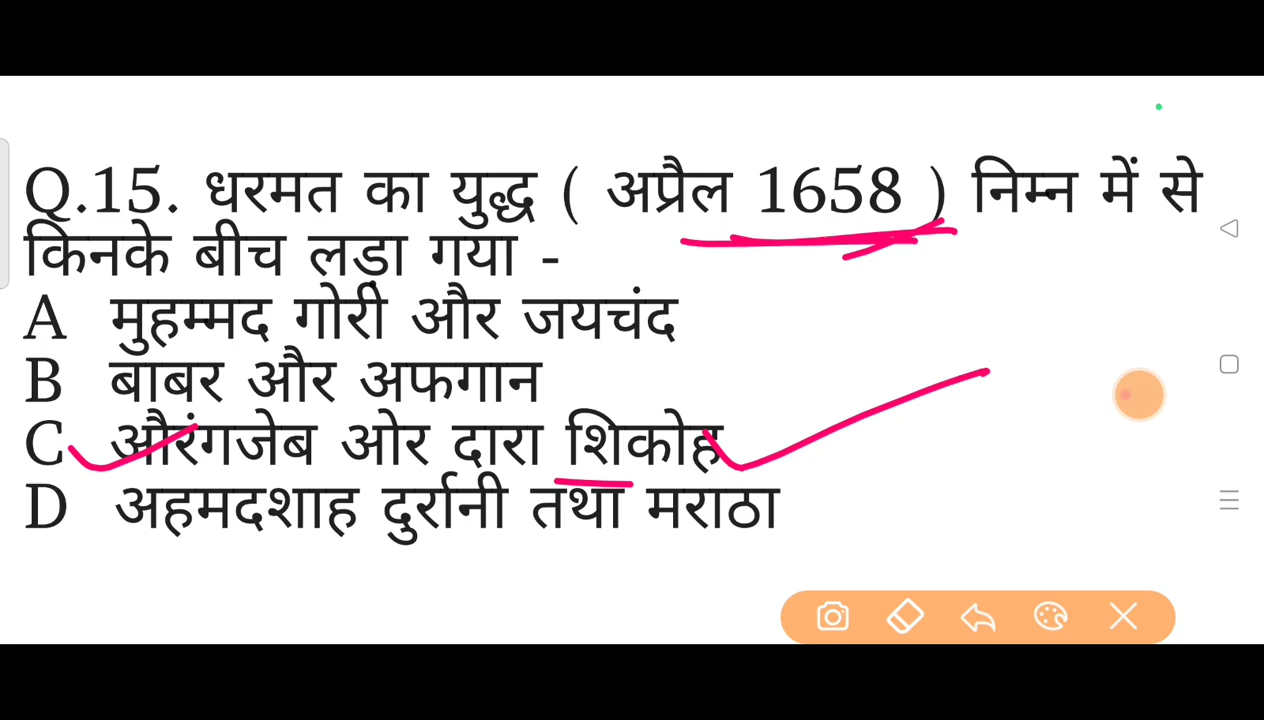 Q.15. धरमत का युद्ध ( अप्रैल 1658 ) निम्न में से
किनके बीच लड़ा गया -
A मुहम्मद गोरी और जयचंद
B बाबर और अफगान
C औरंगजेब ओर दारा शिकोह
D अहमदशाह दुर्रानी तथा मराठा